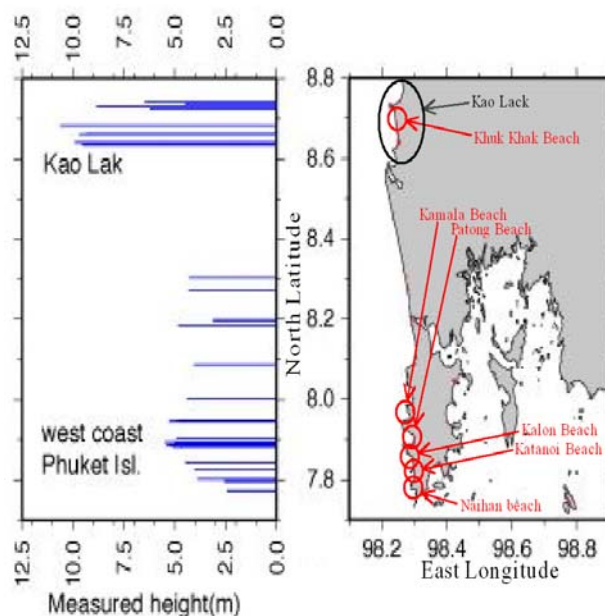 12.5 10.0 7.5 5.0 2.5 0.0
8.8
Kao Lack
Khuk Khak Beach
8.6
Kao Lak
Kamala Beach
Patong Beach
8.4
North Latitude
8.2
8.0
west coast
Phuket Isl.
Kalon Beach
Katanoi Beach
7.8
Naihan beach
12.5 10.0 7.5 5.0 2.5 0.0
98.2 98.4 98.6 98.8
East Longitude
Measured height(m)